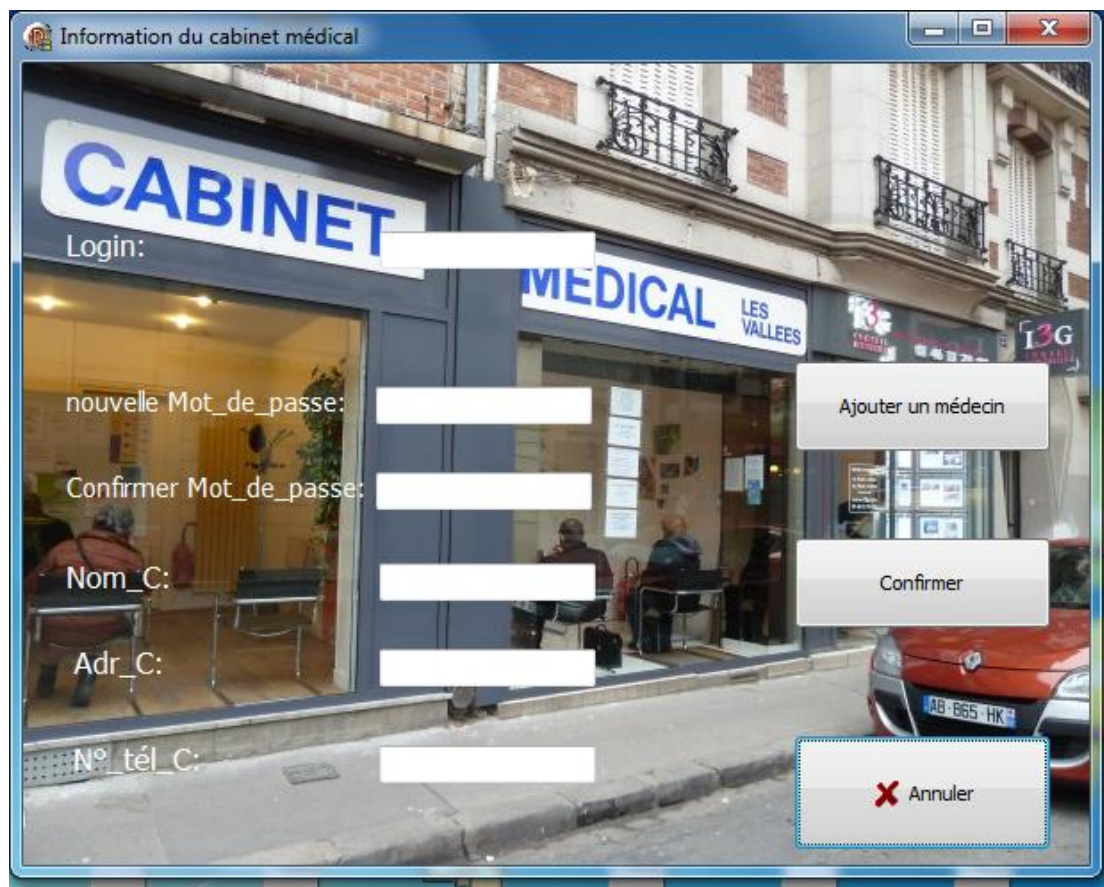 Information du cabinet médical
CABINET
Login:
MEDICAL LES VALLEES
I3G
nouvelle Mot_de_passe:
Ajouter un médecin
Confirmer Mot_de_passe:
Nom_C:
Confirmer
Adr_C:
AB-865-HK
N°_tél_C:
Annuler